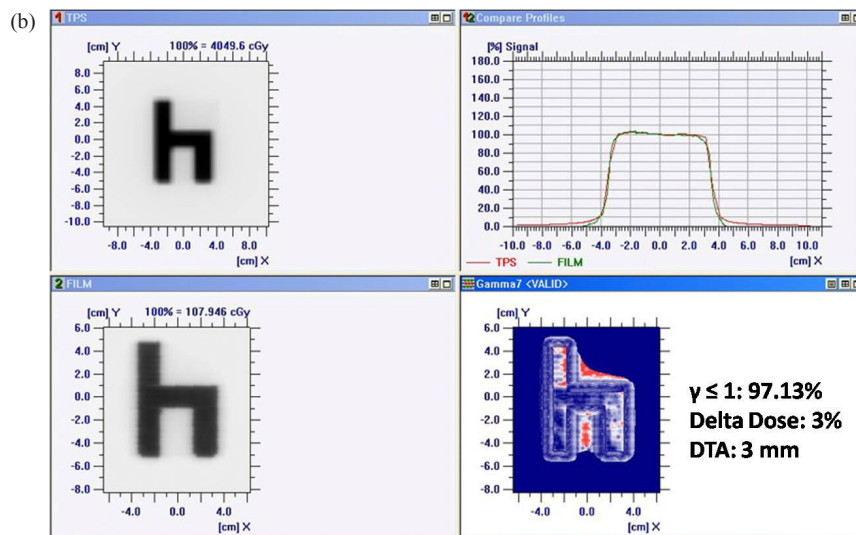 (b)
1 TPS
[cm] Y 100% = 4049.6 cGy
8.0
6.0
4.0
2.0
0.0
-2.0
-4.0
-6.0
-8.0
-10.0
-8.0 -4.0 0.0 4.0 8.0
[cm] X
12 Compare Profiles
[%] Signal
180.0
160.0
140.0
120.0
100.0
80.0
60.0
40.0
20.0
0.0
-10.0 -8.0 -6.0 -4.0 -2.0 0.0 2.0 4.0 6.0 8.0 10.0
TPS FILM [cm] X
2 FILM
[cm] Y 100% = 107.946 cGy
6.0
4.0
2.0
0.0
-2.0
-4.0
-6.0
-8.0
-4.0 0.0 4.0
[cm] X
Gamma7 <VALID>
[cm] Y
6.0
4.0
2.0
0.0
-2.0
-4.0
-6.0
-8.0
-4.0 0.0 4.0
[cm] X
γ ≤ 1: 97.13%
Delta Dose: 3%
DTA: 3 mm